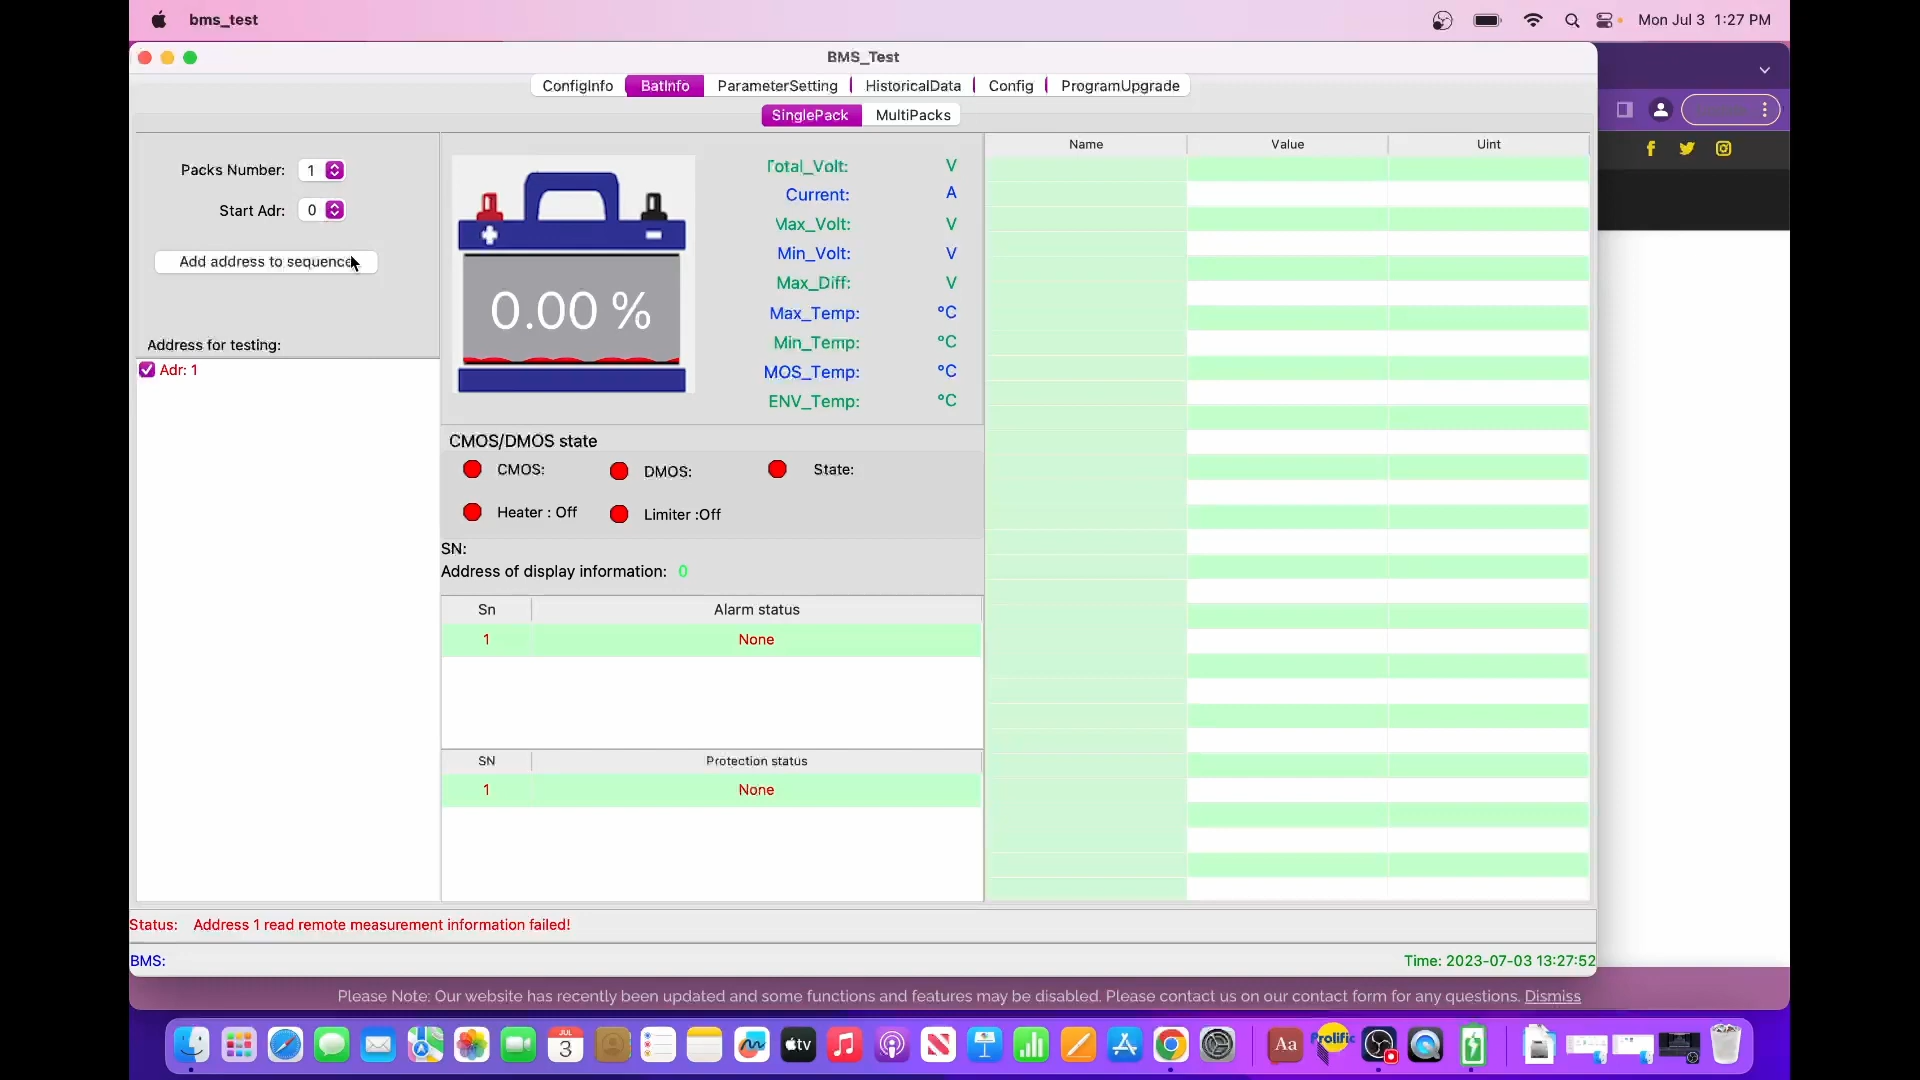 bms_test
Mon Jul 3 1:27 PM
BMS_Test
ConfigInfo BatInfo ParameterSetting HistoricalData Config ProgramUpgrade
SinglePack MultiPacks
Packs Number: 1
Start Adr: 0
Add address to sequence
Address for testing:
Adr: 1
0.00 %
Total_Volt: V
Current: A
Max_Volt: V
Min_Volt: V
Max_Diff: V
Max_Temp: °C
Min_Temp: °C
MOS_Temp: °C
ENV_Temp: °C
CMOS/DMOS state
CMOS: DMOS: State:
Heater : Off Limiter :Off
SN:
Address of display information: 0
Sn Alarm status
1 None
SN Protection status
1 None
Name Value Uint
Status: Address 1 read remote measurement information failed!
BMS: Time: 2023-07-03 13:27:52
Please Note: Our website has recently been updated and some functions and features may be disabled. Please contact us on our contact form for any questions. Dismiss
JUL
3
tv
Aa
Prolific